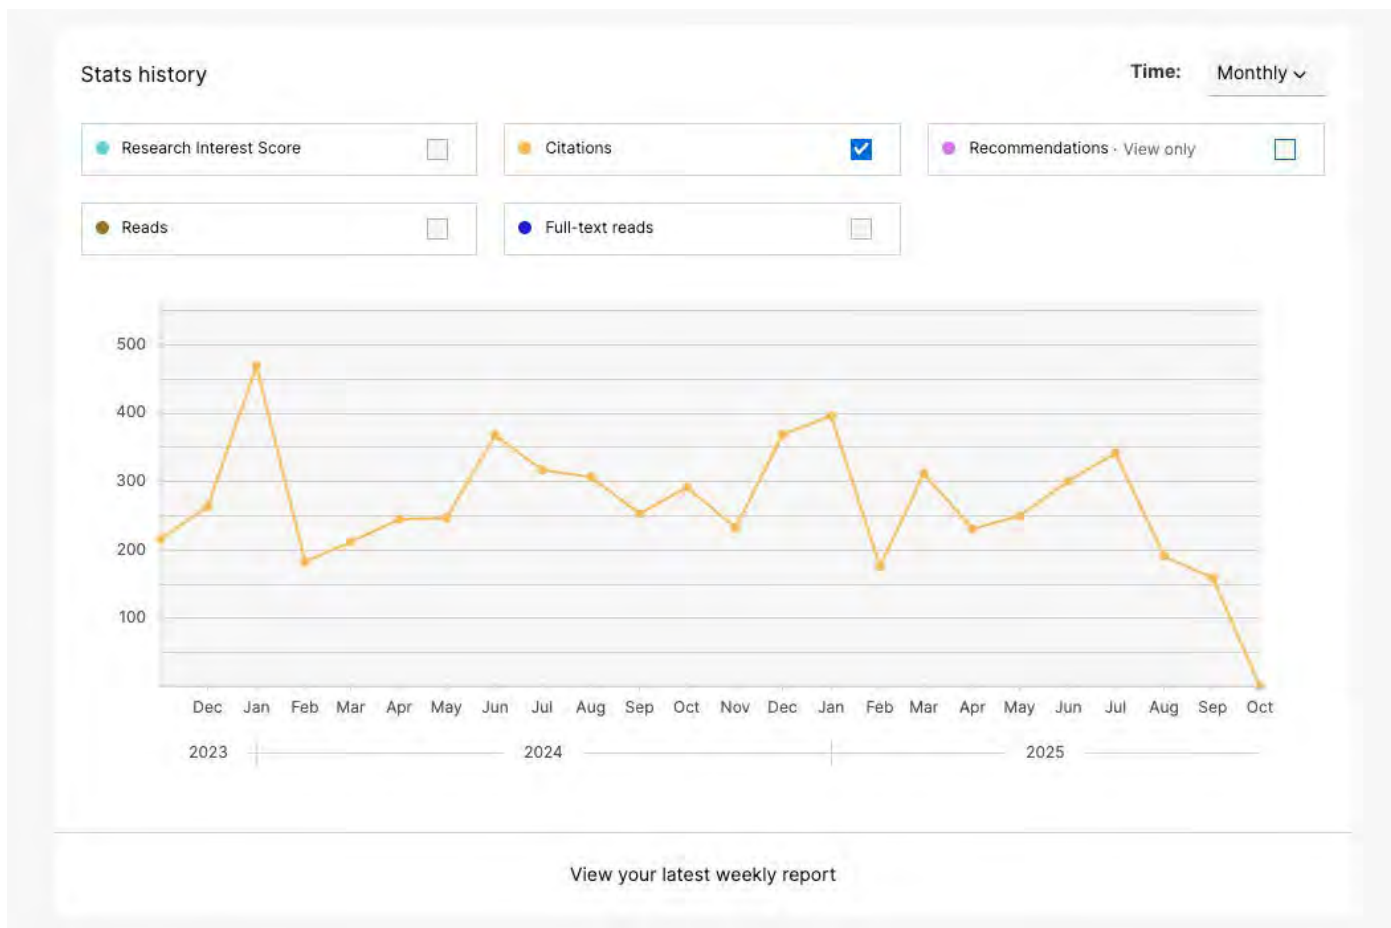 Stats history
Time: Monthly
Research Interest Score
Citations
Recommendations · View only
Reads
Full-text reads
500
400
300
200
100
Dec Jan Feb Mar Apr May Jun Jul Aug Sep Oct Nov Dec Jan Feb Mar Apr May Jun Jul Aug Sep Oct
2023 2024 2025
View your latest weekly report